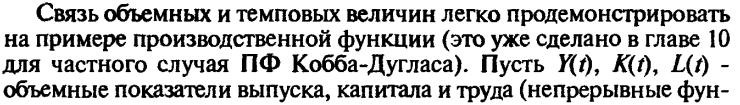 Связь объемных и темповых величин легко продемонстрировать
на примере производственной функции (это уже сделано в главе 10
для частного случая ПФ Кобба-Дугласа). Пусть Y(t), K(t), L(t) -
объемные показатели выпуска, капитала и труда (непрерывные фун-